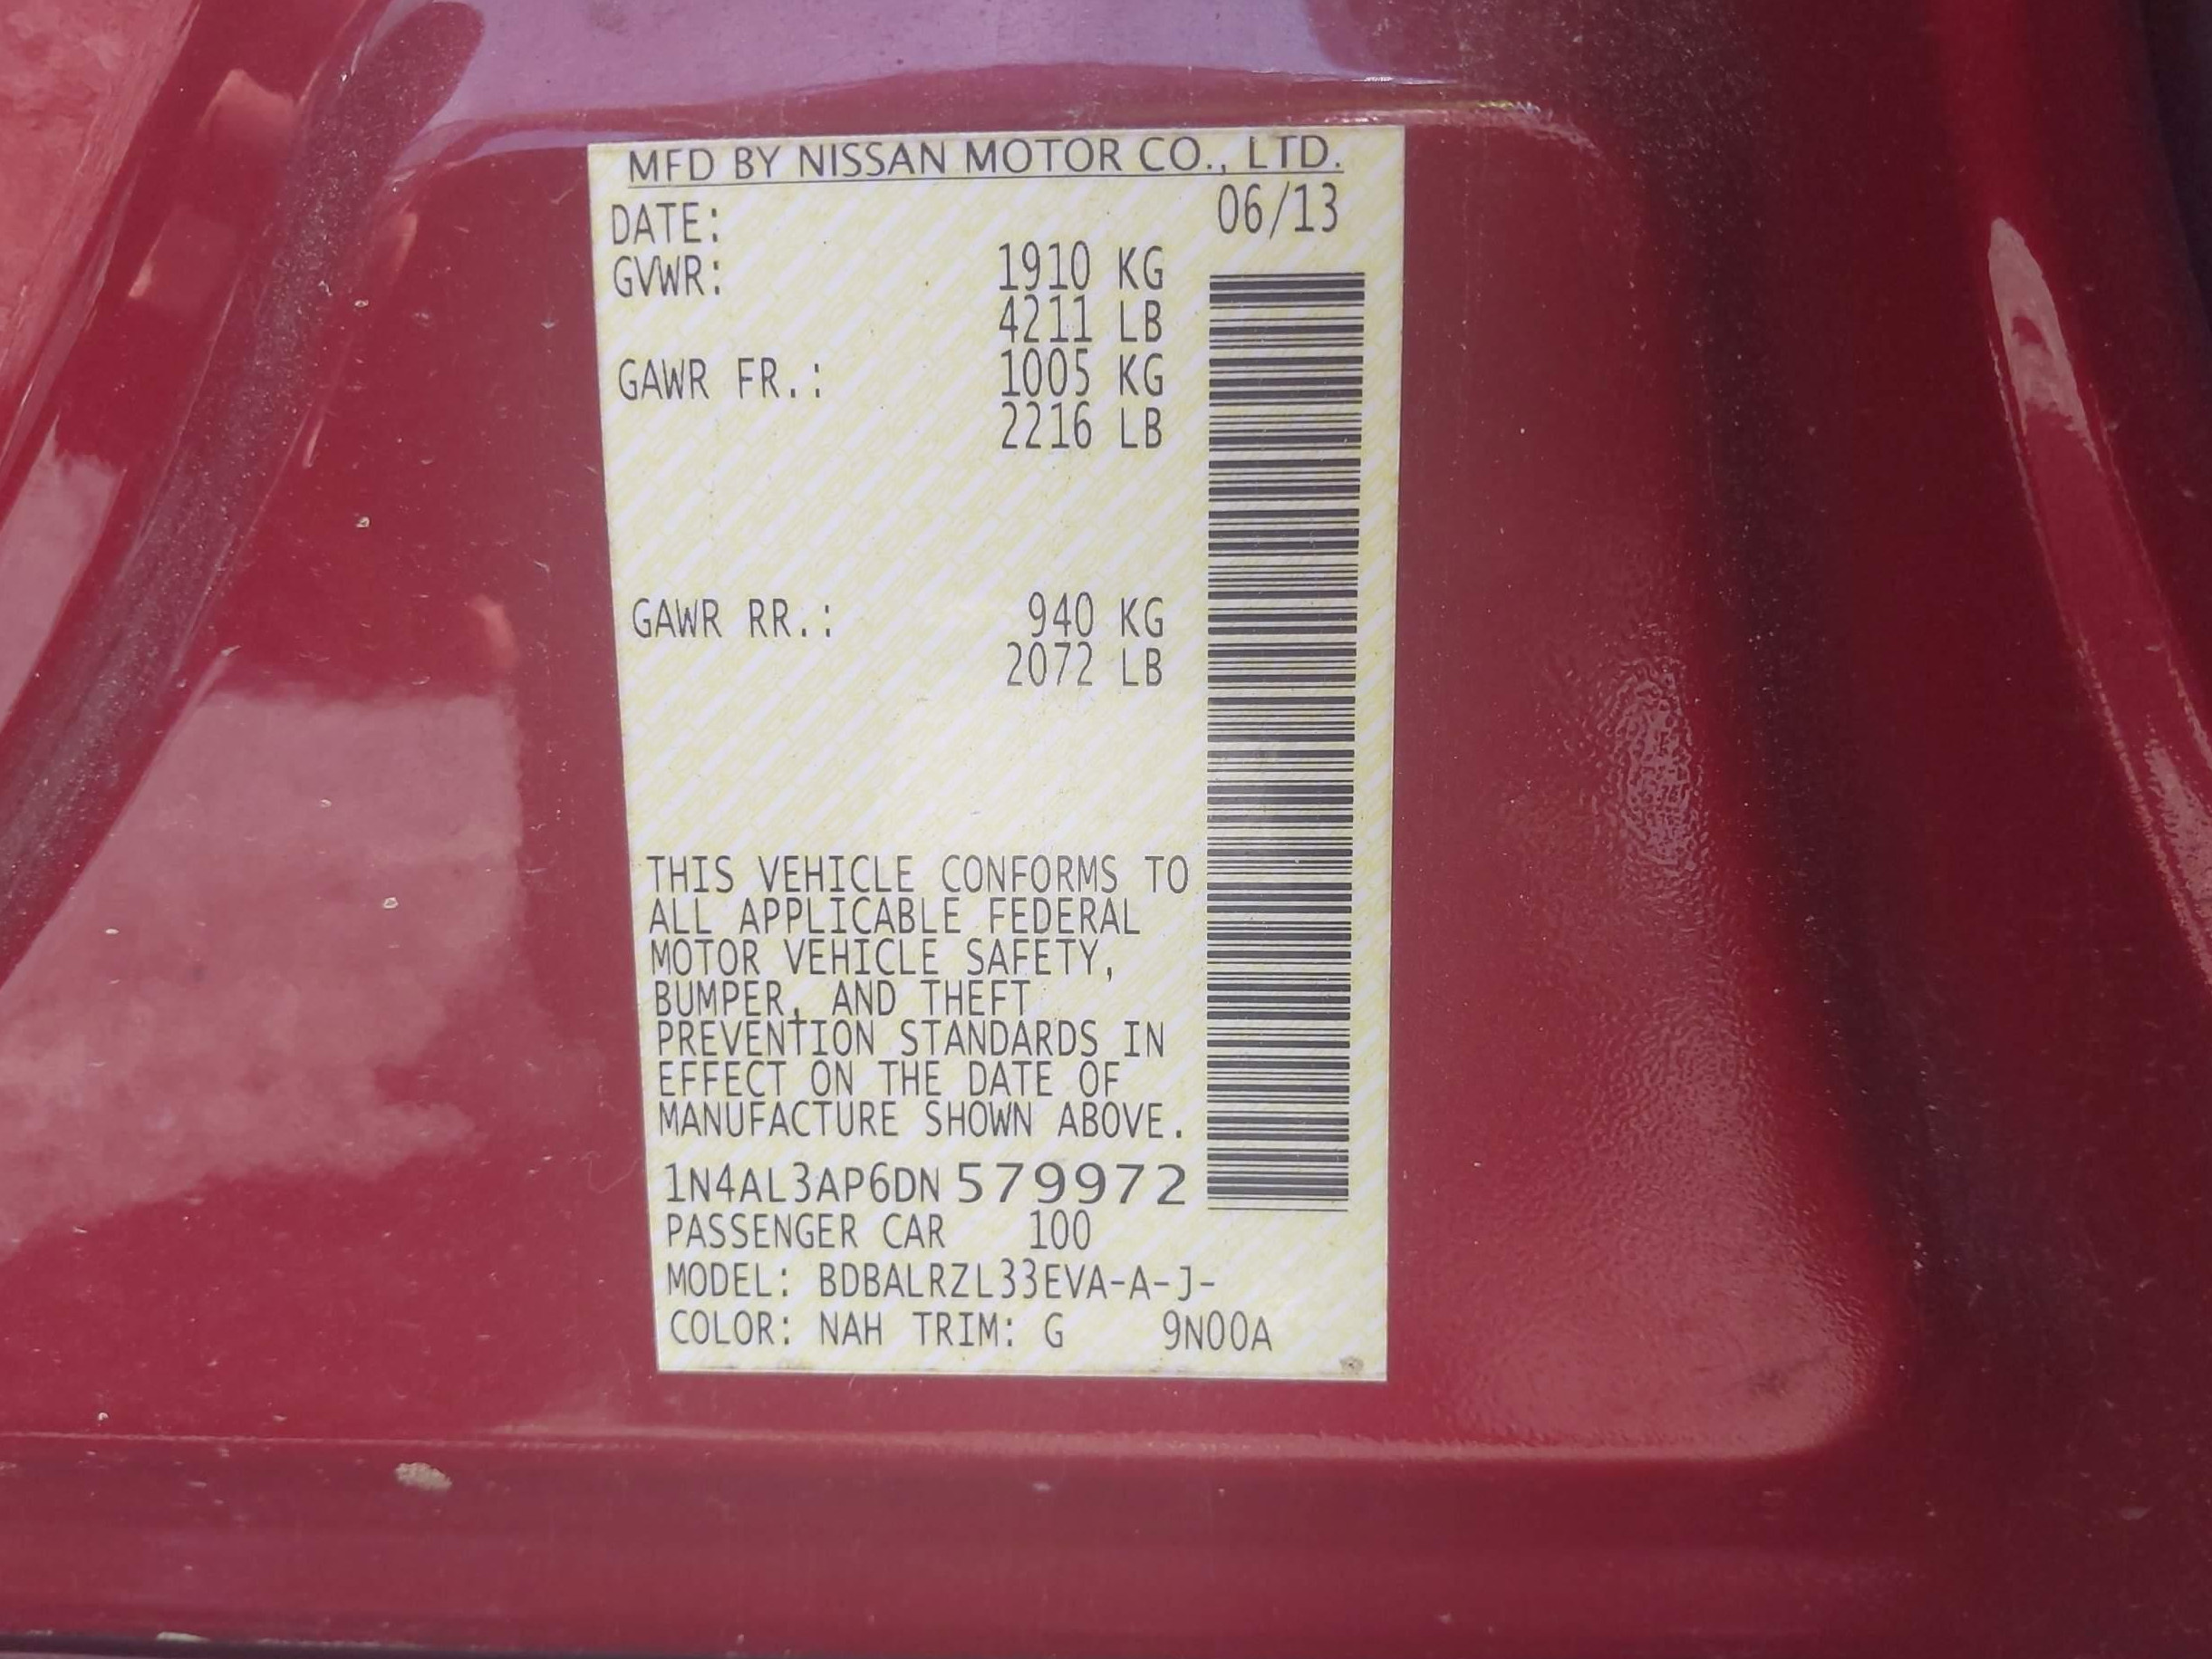 MFD BY NISSAN MOTOR CO., LTD.
DATE: 06/13
GVWR: 1910 KG
4211 LB
GAWR FR.: 1005 KG
2216 LB
GAWR RR.: 940 KG
2072 LB
THIS VEHICLE CONFORMS TO
ALL APPLICABLE FEDERAL
MOTOR VEHICLE SAFETY,
BUMPER, AND THEFT
PREVENTION STANDARDS IN
EFFECT ON THE DATE OF
MANUFACTURE SHOWN ABOVE.
1N4AL3AP6DN579972
PASSENGER CAR 100
MODEL: BDBALRZL33EVA-A-J-
COLOR: NAH TRIM: G 9N00A